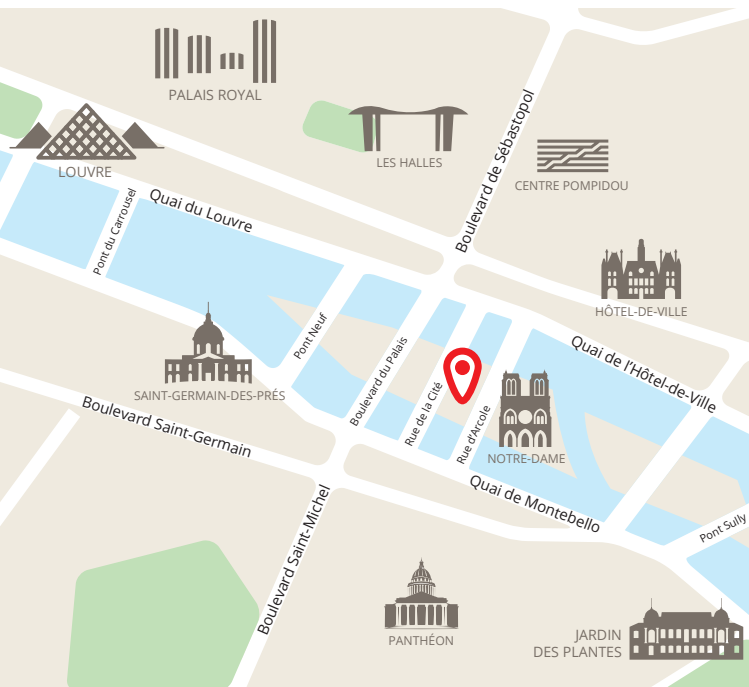 PALAIS ROYAL
LES HALLES
LOUVRE
CENTRE POMPIDOU
Boulevard de Sébastopol
Quai du Louvre
Pont du Carrousel
HÔTEL-DE-VILLE
Pont Neuf
Boulevard du Palais
Quai de l'Hôtel-de-Ville
SAINT-GERMAIN-DES-PRÉS
Rue de la Cité
Rue d'Arcole
Boulevard Saint-Germain
NOTRE-DAME
Quai de Montebello
Pont Sully
Boulevard Saint-Michel
PANTHÉON
JARDIN
DES PLANTES